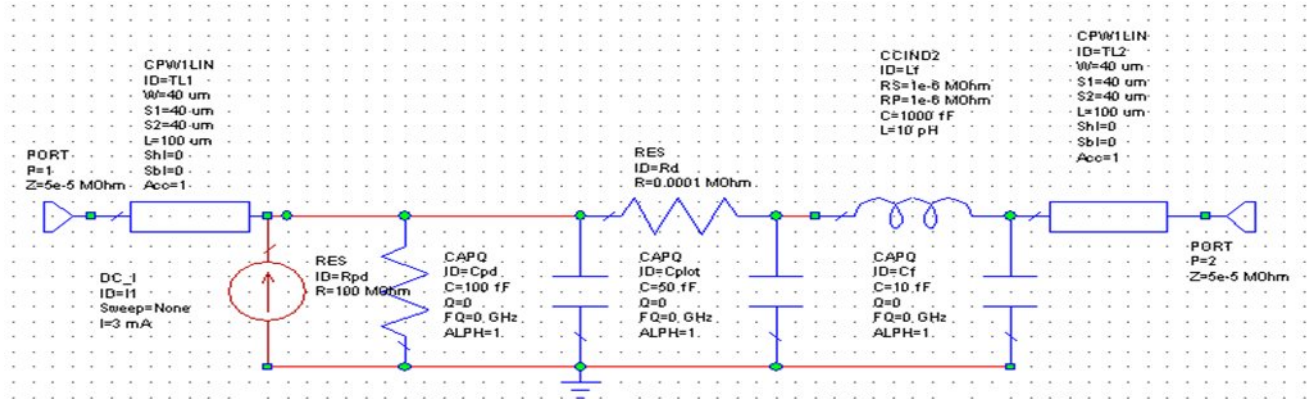 CPW1LIN
ID=TL1
W=40 um
S1=40 um
S2=40 um
L=100 um
Shl=0
Sbl=0
Acc=1
PORT
P=1
Z=5e-5 MOhm
DC_I
ID=I1
Sweep=None
I=3 mA
RES
ID=Rpd
R=100 MOhm
CAPQ
ID=Cpd
C=100 fF
Q=0
FQ=0 GHz
ALPH=1
RES
ID=Rd
R=0.0001 MOhm
CAPQ
ID=Cplot
C=50 fF
Q=0
FQ=0 GHz
ALPH=1
CCIND2
ID=Lf
RS=1e-6 MOhm
RP=1e-6 MOhm
C=1000 fF
L=10 pH
CAPQ
ID=Cf
C=10 fF
Q=0
FQ=0 GHz
ALPH=1
CPW1LIN
ID=TL2
W=40 um
S1=40 um
S2=40 um
L=100 um
Shl=0
Sbl=0
Acc=1
PORT
P=2
Z=5e-5 MOhm